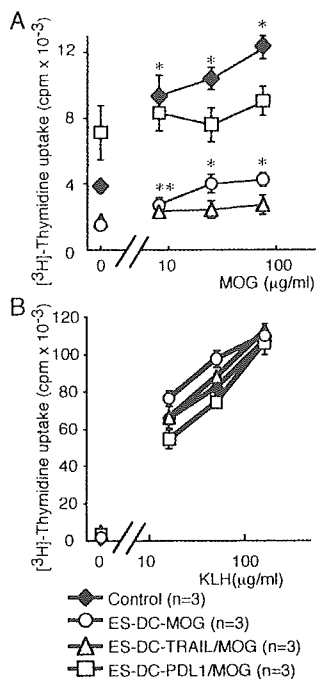 A
[³H]-Thymidine uptake (cpm x 10⁻³)
12
8
4
0
*
*
*
**
*
*
0
10
100
MOG (μg/ml)
B
[³H]-Thymidine uptake (cpm x 10⁻³)
120
100
80
60
40
20
0
0
10
100
KLH(μg/ml)
Control (n=3)
ES-DC-MOG (n=3)
ES-DC-TRAIL/MOG (n=3)
ES-DC-PDL1/MOG (n=3)